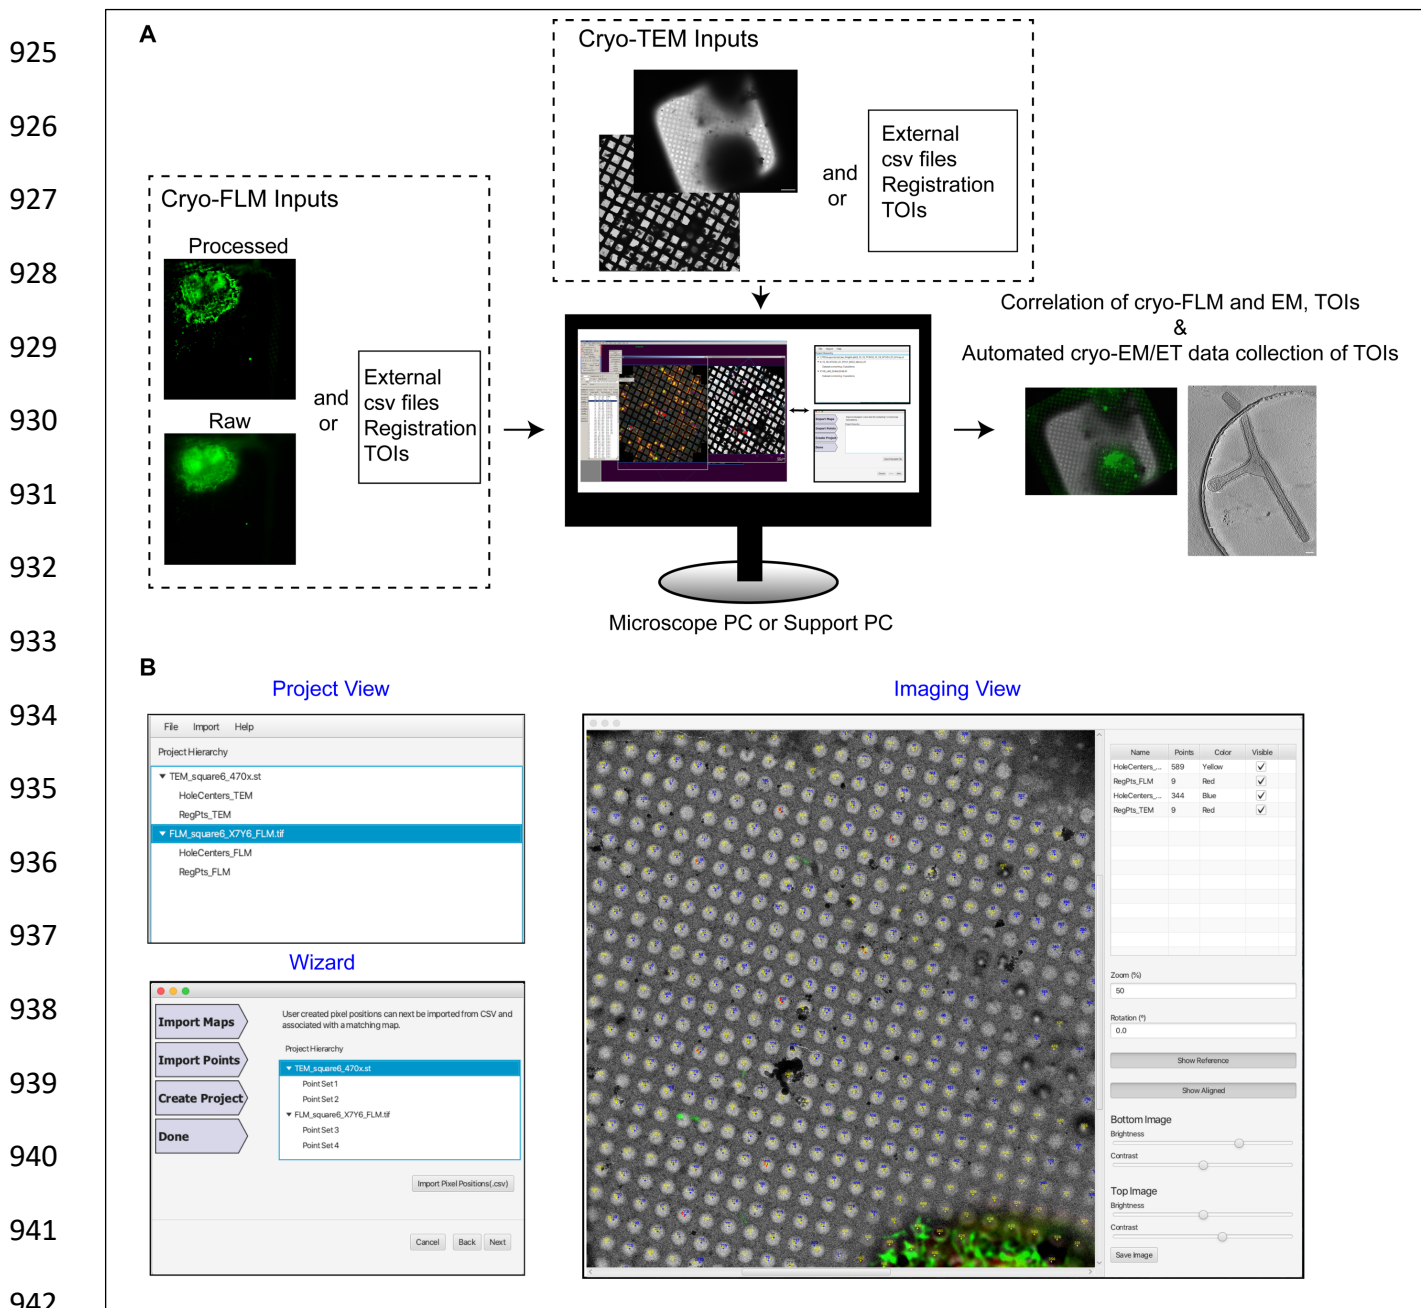 925
926
927
928
929
930
931
932
933
934
935
936
937
938
939
940
941
942
A
Cryo-TEM Inputs
and
or
External
csv files
Registration
TOIs
Cryo-FLM Inputs
Processed
Raw
and
or
External
csv files
Registration
TOIs
Correlation of cryo-FLM and EM, TOIs
&
Automated cryo-EM/ET data collection of TOIs
Import Maps
Import Points
Create Project
Done
Microscope PC or Support PC
B
Project View
File Import Help
Project Hierarchy
TEM_square6_470x.st
HoleCenters_TEM
RegPts_TEM
FLM_square6_X7Y6_FLM.tif
HoleCenters_FLM
RegPts_FLM
Wizard
Import Maps
Import Points
Create Project
Done
User created pixel positions can next be imported from CSV and
associated with a matching map.
Project Hierarchy
TEM_square6_470x.st
Point Set 1
Point Set 2
FLM_square6_X7Y6_FLM.tif
Point Set 3
Point Set 4
Import Pixel Positions(.csv)
Cancel Back Next
Imaging View
Name Points Color Visible
HoleCenters_... 589 Yellow
RegPts_FLM 9 Red
HoleCenters_... 344 Blue
RegPts_TEM 9 Red
Zoom (%)
50
Rotation (°)
0.0
Show Reference
Show Aligned
Bottom Image
Brightness
Contrast
Top Image
Brightness
Contrast
Save Image